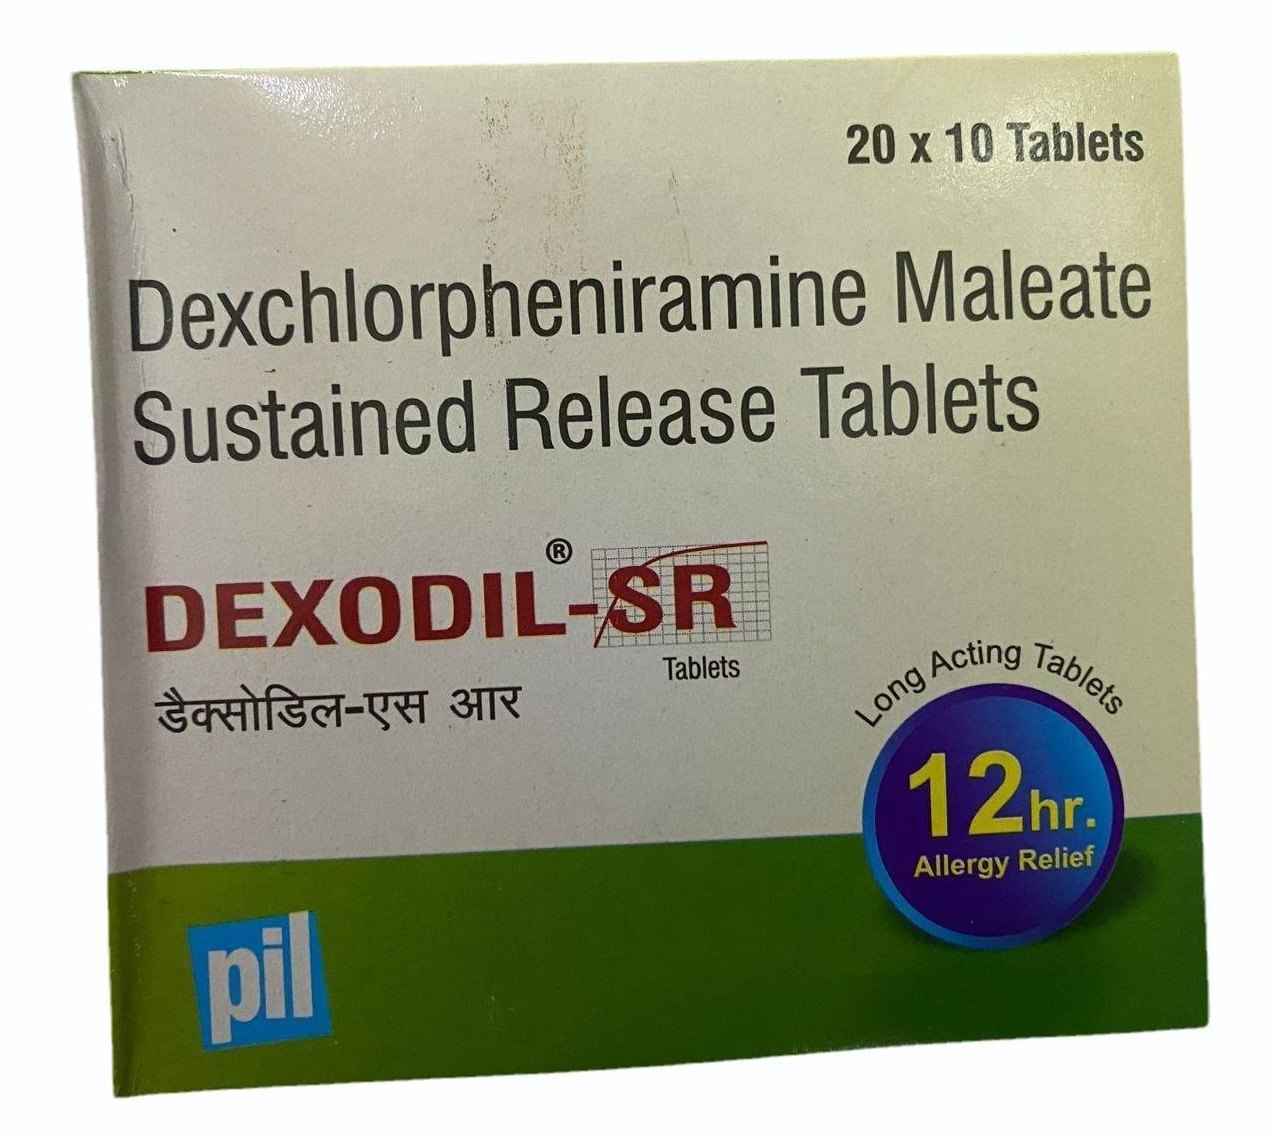 20 x 10 Tablets
Dexchlorpheniramine Maleate
Sustained Release Tablets
DEXODIL®-SR
Tablets
डैक्सोडिल-एस आर
Long Acting Tablets
12hr.
Allergy Relief
pil